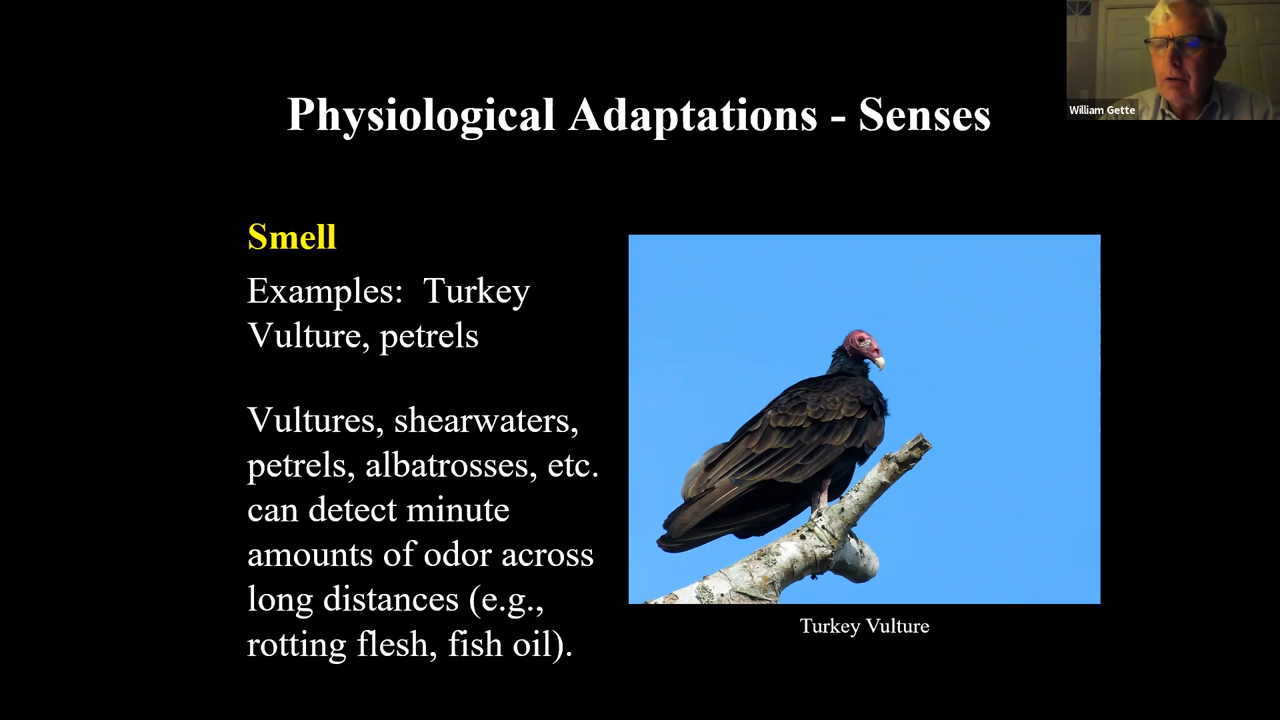 William Gette
Physiological Adaptations - Senses
Smell
Examples:  Turkey
Vulture, petrels
Vultures, shearwaters,
petrels, albatrosses, etc.
can detect minute
amounts of odor across
long distances (e.g.,
rotting flesh, fish oil).
Turkey Vulture